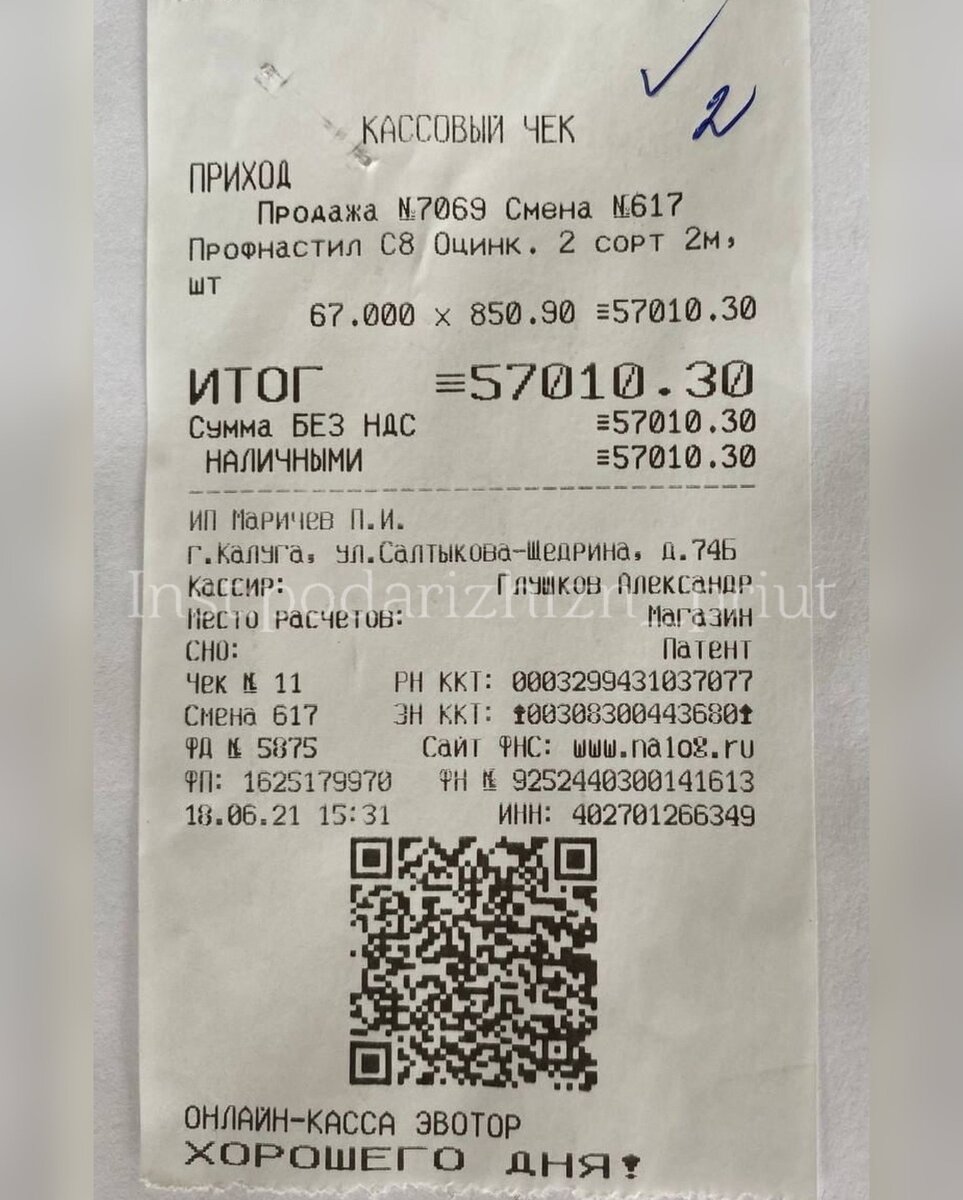 2
КАССОВЫЙ ЧЕК
ПРИХОД
Продажа №7069 Смена №617
Профнастил С8 Оцинк. 2 сорт 2м,
шт
67.000 x 850.90 ≡57010.30
ИТОГ ≡57010.30
Сумма БЕЗ НДС ≡57010.30
НАЛИЧНЫМИ ≡57010.30
ИП Маричев П.И.
г.Калуга, ул.Салтыкова-Щедрина, д.74Б
Кассир: Глушков Александр
Место расчетов: Магазин
СНО: Патент
Чек № 11 РН ККТ: 0003299431037077
Смена 617 ЗН ККТ: 00308300443680
ФД № 5875 Сайт ФНС: www.nalog.ru
ФП: 1625179970 ФН № 9252440300141613
18.06.21 15:31 ИНН: 402701266349
ОНЛАЙН-КАССА ЭВОТОР
ХОРОШЕГО ДНЯ!